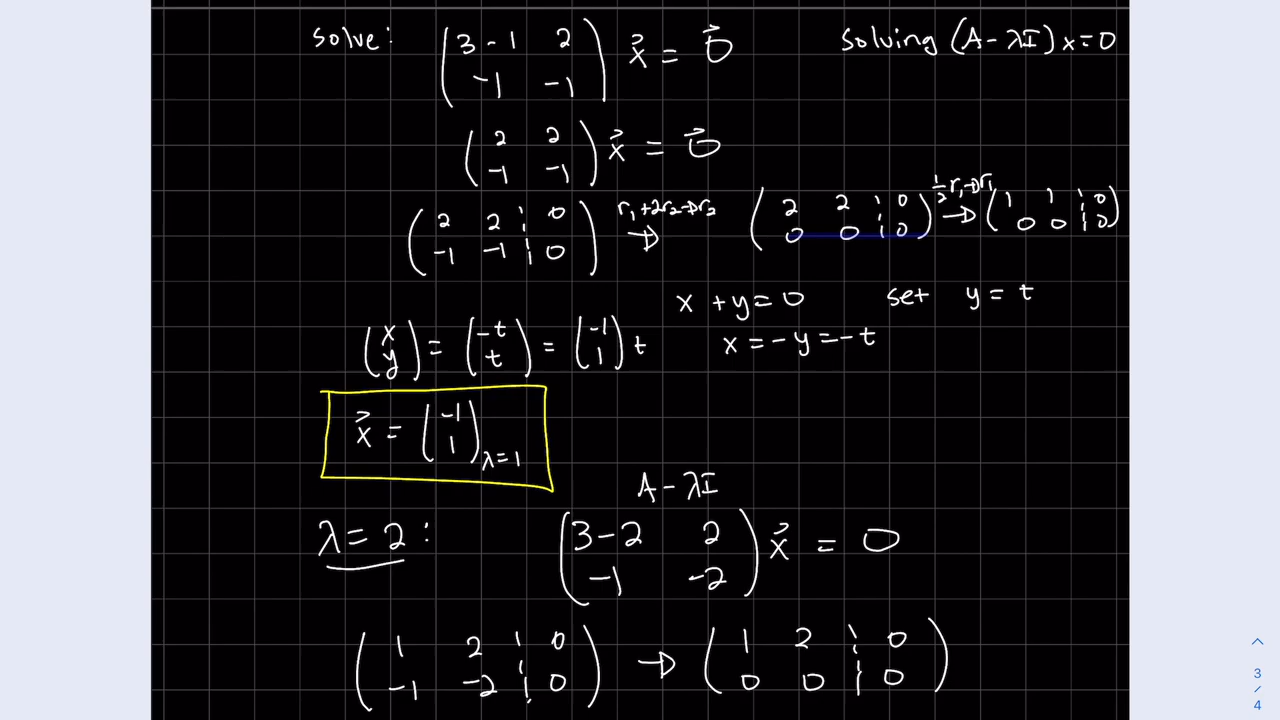 solve: (3-1 2 / -1 -1) x⃗ = 0⃗ solving (A-λI)x=0
(2 2 / -1 -1) x⃗ = 0⃗
(2 2 ¦ 0 / -1 -1 ¦ 0) r₁+2r₂→r₂ → (2 2 ¦ 0 / 0 0 ¦ 0) ½r₁→r₁ → (1 1 ¦ 0 / 0 0 ¦ 0)
x + y = 0 set y = t
(x / y) = (-t / t) = (-1 / 1) t x = -y = -t
x⃗ = (-1 / 1) λ=1
A-λI
λ = 2: (3-2 2 / -1 -2) x⃗ = 0
(1 2 ¦ 0 / -1 -2 ¦ 0) → (1 2 ¦ 0 / 0 0 ¦ 0)
3
/
4